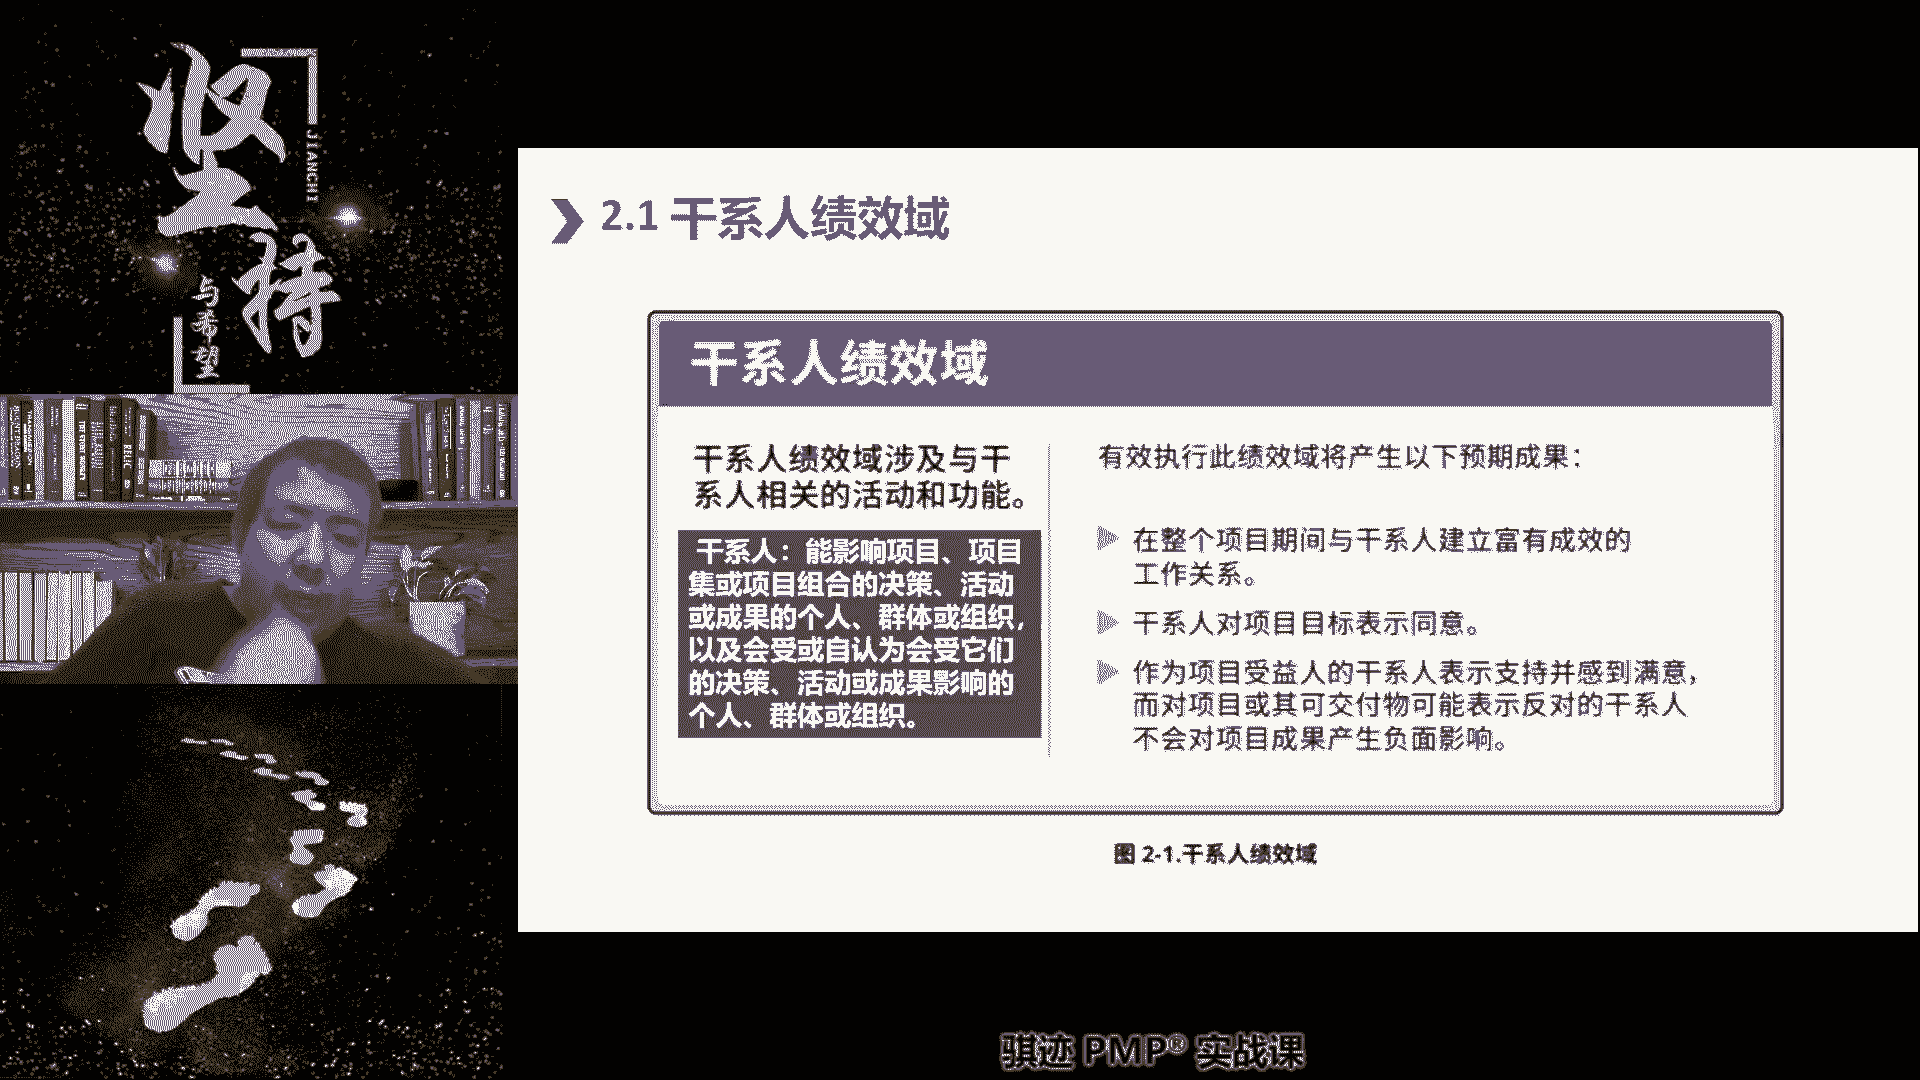 坚持
JIANCHI
与希望
2.1 干系人绩效域
干系人绩效域
干系人绩效域涉及与干
系人相关的活动和功能。
干系人：能影响项目、项目
集或项目组合的决策、活动
或成果的个人、群体或组织，
以及会受或自认为会受它们
的决策、活动或成果影响的
个人、群体或组织。
有效执行此绩效域将产生以下预期成果：
在整个项目期间与干系人建立富有成效的
工作关系。
干系人对项目目标表示同意。
作为项目受益人的干系人表示支持并感到满意，
而对项目或其可交付物可能表示反对的干系人
不会对项目成果产生负面影响。
图 2-1.干系人绩效域
骐迹 PMP® 实战课